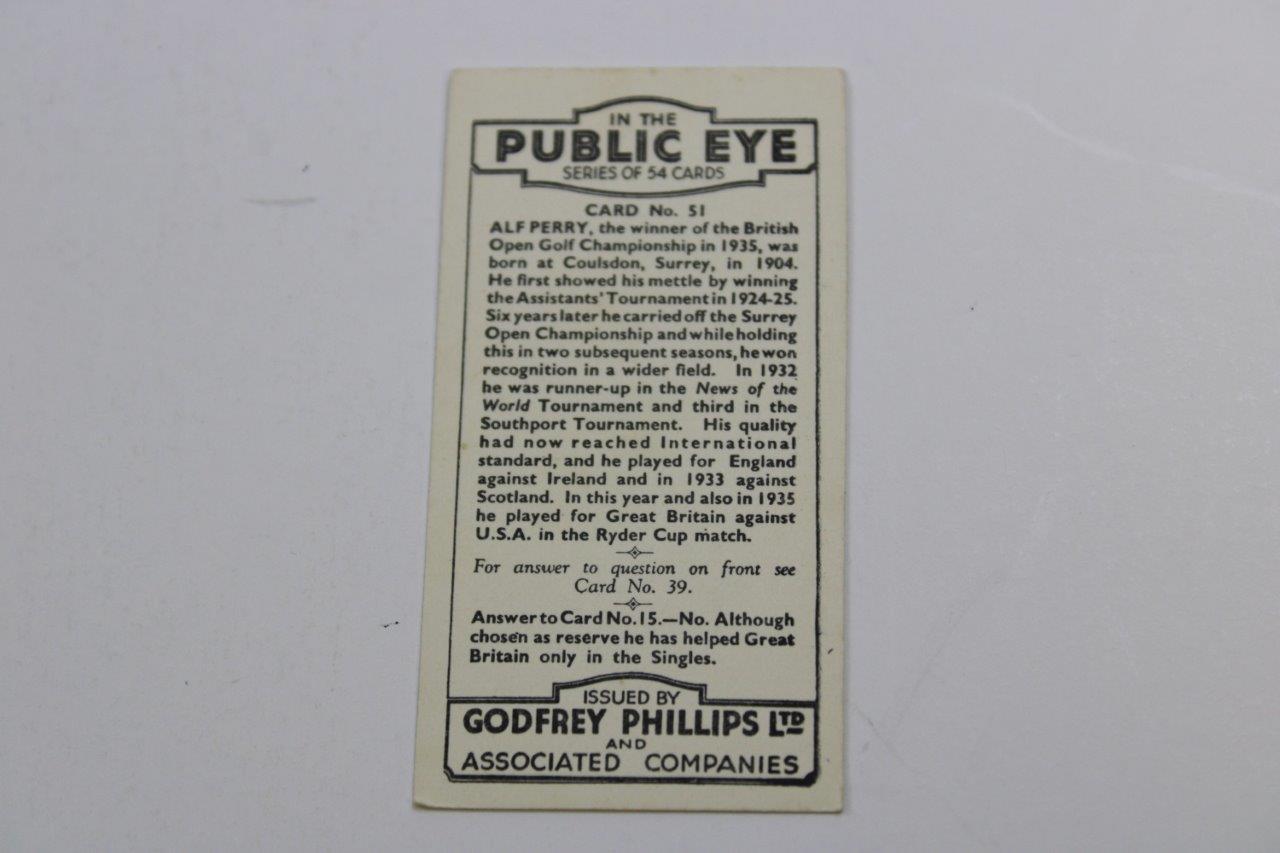 IN THE
PUBLIC EYE
SERIES OF 54 CARDS
CARD No. 51
ALF PERRY, the winner of the British
Open Golf Championship in 1935, was
born at Coulsdon, Surrey, in 1904.
He first showed his mettle by winning
the Assistants' Tournament in 1924-25.
Six years later he carried off the Surrey
Open Championship and while holding
this in two subsequent seasons, he won
recognition in a wider field. In 1932
he was runner-up in the News of the
World Tournament and third in the
Southport Tournament. His quality
had now reached International
standard, and he played for England
against Ireland and in 1933 against
Scotland. In this year and also in 1935
he played for Great Britain against
U.S.A. in the Ryder Cup match.
For answer to question on front see
Card No. 39.
Answer to Card No. 15.—No. Although
chosen as reserve he has helped Great
Britain only in the Singles.
ISSUED BY
GODFREY PHILLIPS LTD
AND
ASSOCIATED COMPANIES